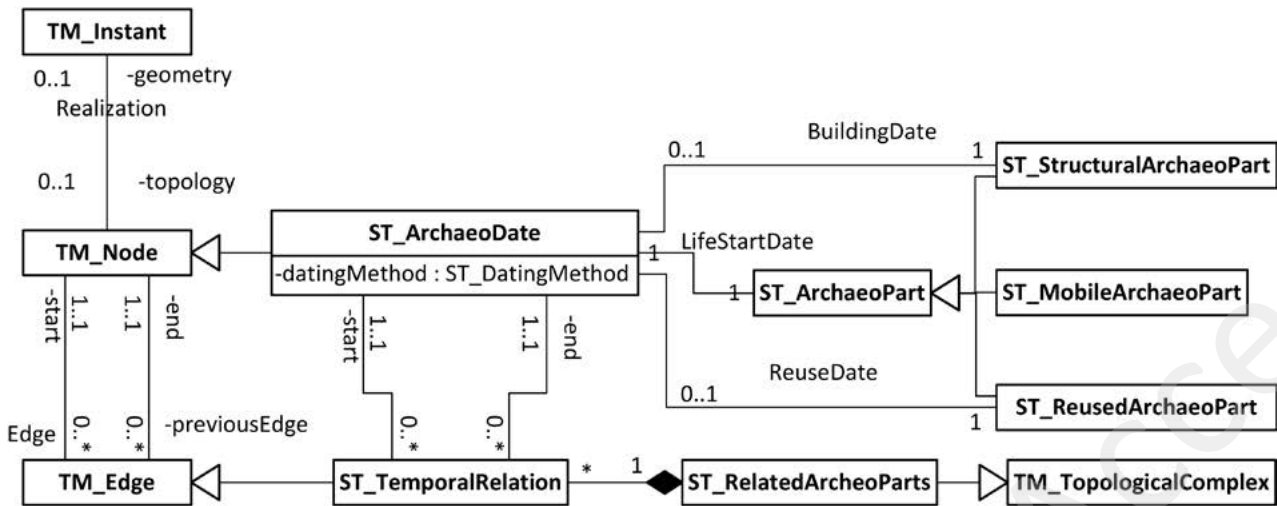 TM_Instant
0..1
-geometry
Realization
0..1
-topology
TM_Node
-start
1..1
1..1
-end
Edge
0..*
0..*
-previousEdge
TM_Edge
ST_ArchaeoDate
-datingMethod : ST_DatingMethod
-start
1..1
1..1
-end
0..*
0..*
ST_TemporalRelation
BuildingDate
0..1
1
ST_StructuralArchaeoPart
LifeStartDate
1
1
ST_ArchaeoPart
ST_MobileArchaeoPart
ReuseDate
0..1
1
ST_ReusedArchaeoPart
*
1
ST_RelatedArcheoParts
TM_TopologicalComplex
Acce